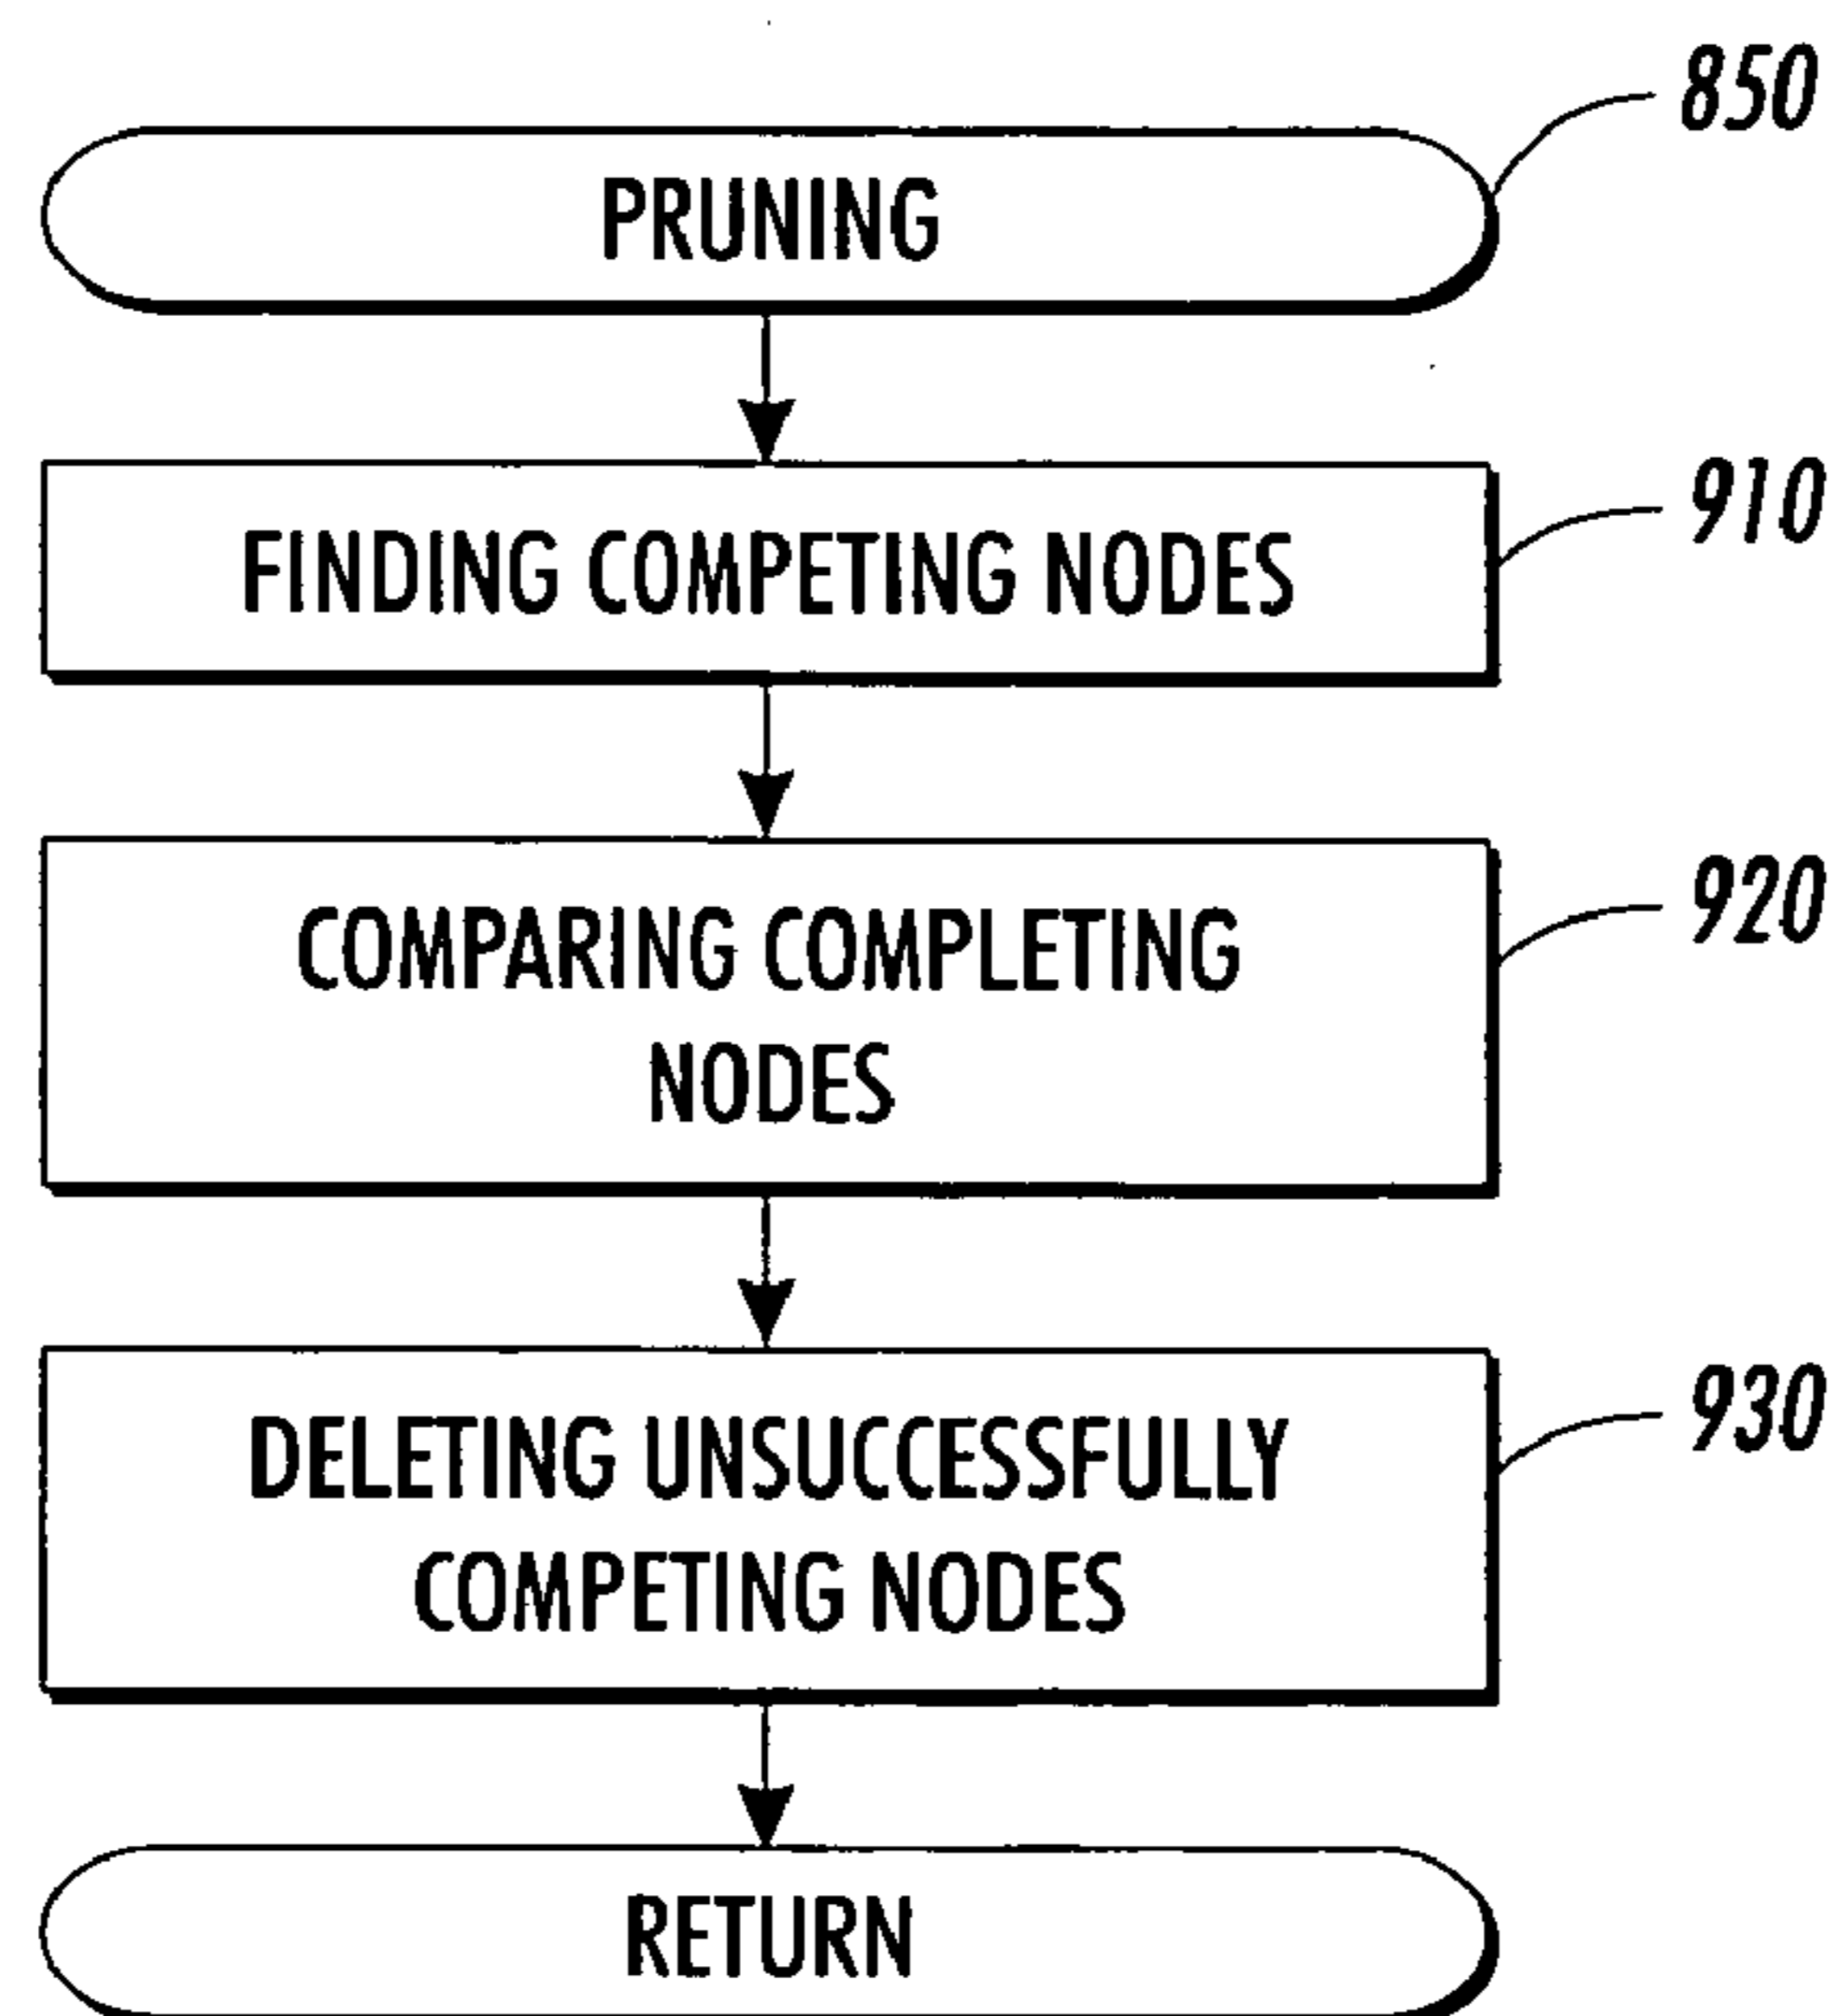 850
PRUNING
910
FINDING COMPETING NODES
920
COMPARING COMPLETING
NODES
930
DELETING UNSUCCESSFULLY
COMPETING NODES
RETURN